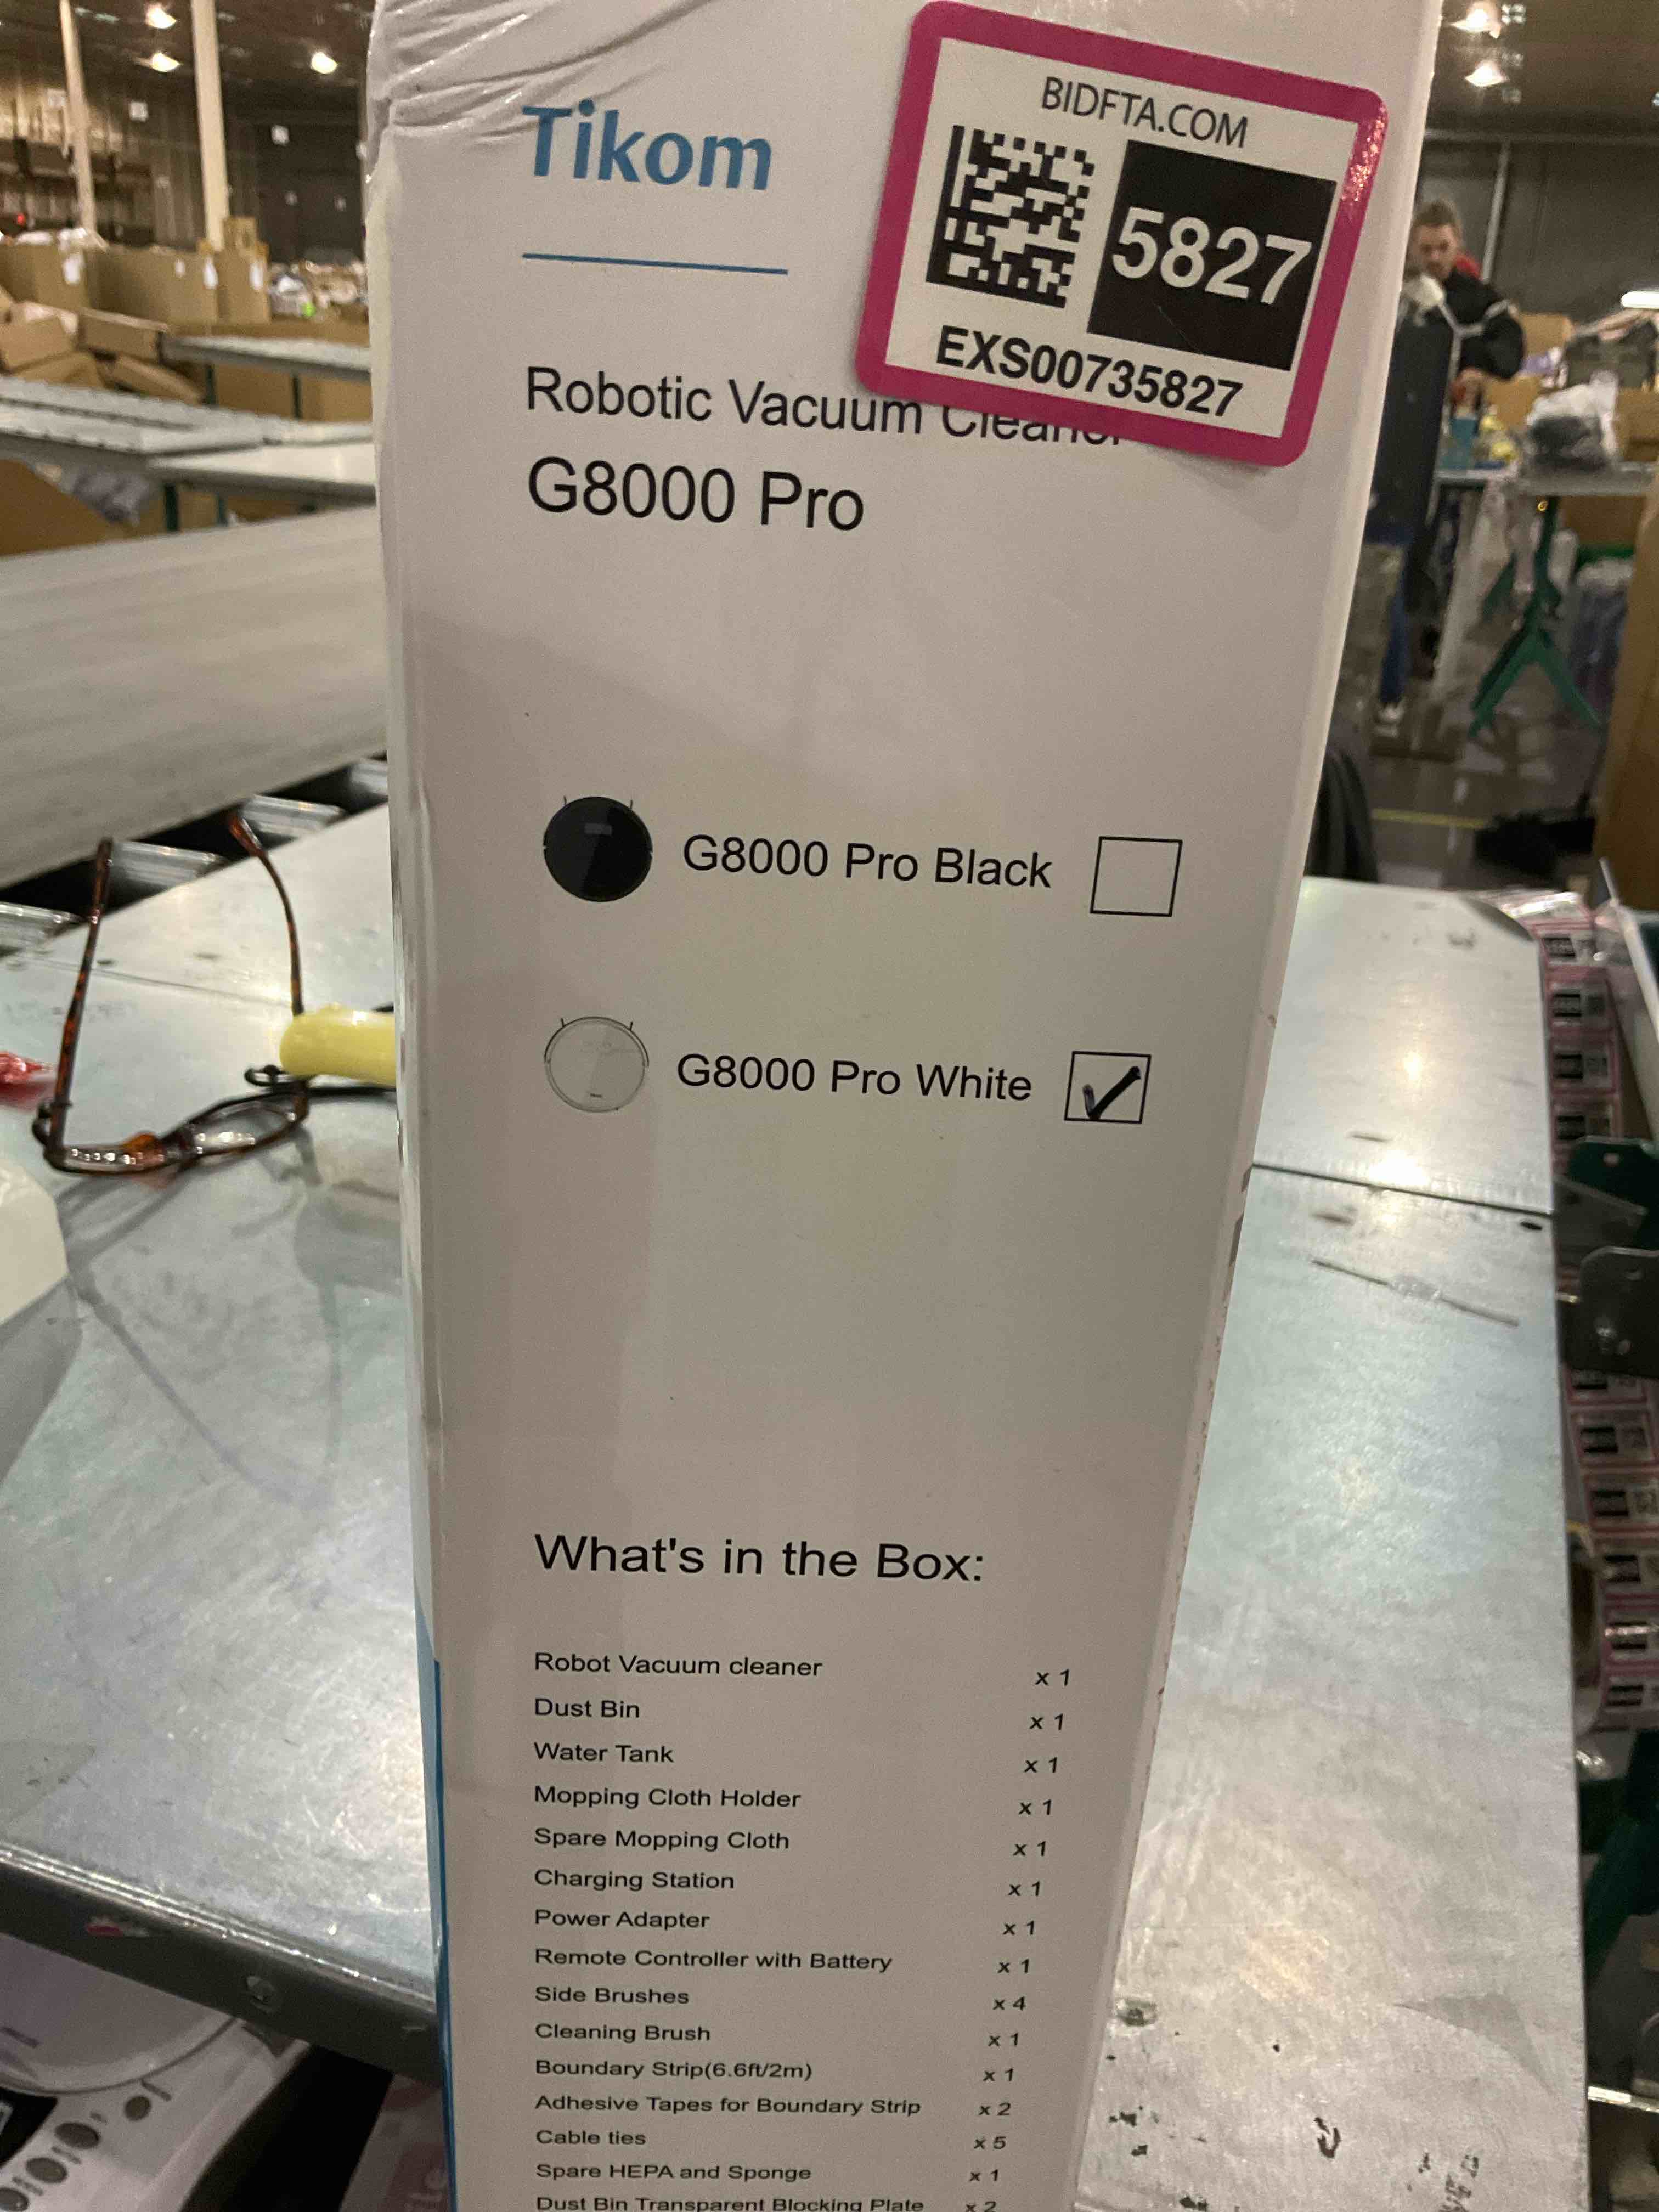 BIDFTA.COM
5827
EXS00735827
Tikom
Robotic Vacuum Cleaner
G8000 Pro
G8000 Pro Black
G8000 Pro White
What's in the Box:
Robot Vacuum cleaner x 1
Dust Bin x 1
Water Tank x 1
Mopping Cloth Holder x 1
Spare Mopping Cloth x 1
Charging Station x 1
Power Adapter x 1
Remote Controller with Battery x 1
Side Brushes x 4
Cleaning Brush x 1
Boundary Strip(6.6ft/2m) x 1
Adhesive Tapes for Boundary Strip x 2
Cable ties x 5
Spare HEPA and Sponge x 1
Dust Bin Transparent Blocking Plate x 2